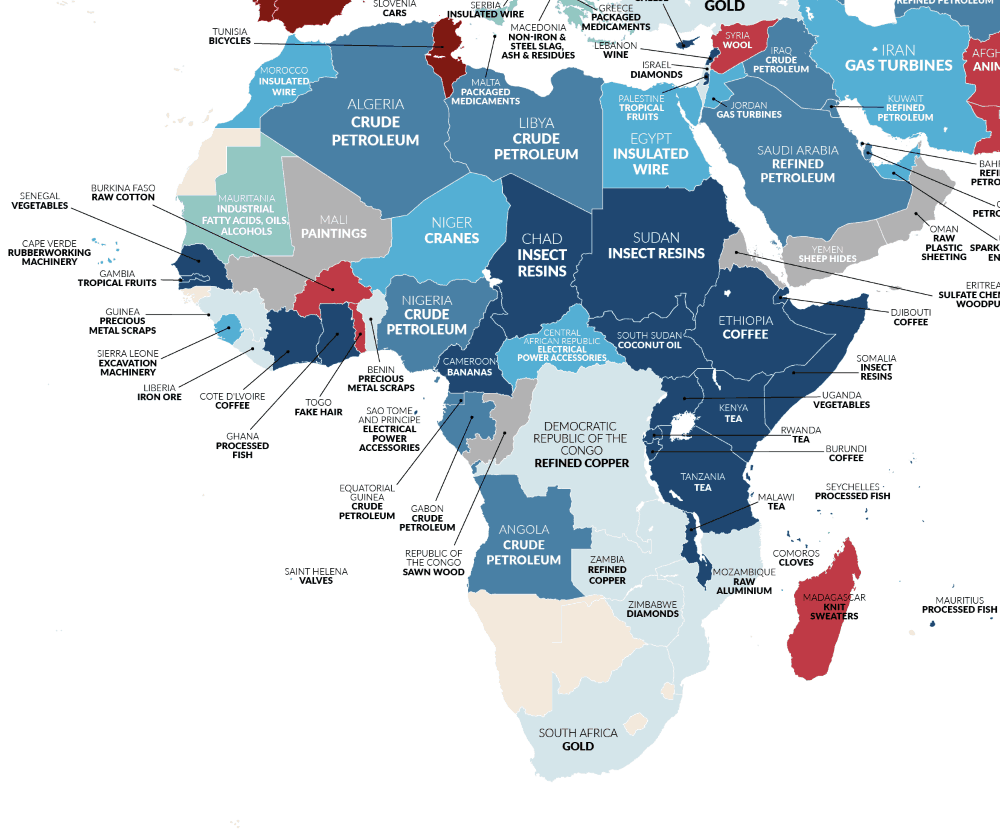 SLOVENIA
CARS
SERBIA
INSULATED WIRE
MACEDONIA
NON-IRON &
STEEL SLAG,
ASH & RESIDUES
GREECE
PACKAGED
MEDICAMENTS
GOLD
REFINED PETROLEUM
TUNISIA
BICYCLES
LEBANON
WINE
SYRIA
WOOL
IRAQ
CRUDE
PETROLEUM
IRAN
GAS TURBINES
ISRAEL
DIAMONDS
MOROCCO
INSULATED
WIRE
MALTA
PACKAGED
MEDICAMENTS
PALESTINE
TROPICAL
FRUITS
JORDAN
GAS TURBINES
KUWAIT
REFINED
PETROLEUM
ALGERIA
CRUDE
PETROLEUM
LIBYA
CRUDE
PETROLEUM
EGYPT
INSULATED
WIRE
SAUDI ARABIA
REFINED
PETROLEUM
BURKINA FASO
RAW COTTON
SENEGAL
VEGETABLES
MAURITANIA
INDUSTRIAL
FATTY ACIDS, OILS,
ALCOHOLS
MALI
PAINTINGS
NIGER
CRANES
CHAD
INSECT
RESINS
SUDAN
INSECT RESINS
YEMEN
SHEEP HIDES
OMAN
RAW
PLASTIC
SHEETING
CAPE VERDE
RUBBERWORKING
MACHINERY
GAMBIA
TROPICAL FRUITS
GUINEA
PRECIOUS
METAL SCRAPS
NIGERIA
CRUDE
PETROLEUM
CENTRAL
AFRICAN REPUBLIC
ELECTRICAL
POWER ACCESSORIES
SOUTH SUDAN
COCONUT OIL
ETHIOPIA
COFFEE
DJIBOUTI
COFFEE
SIERRA LEONE
EXCAVATION
MACHINERY
LIBERIA
IRON ORE
COTE D'LVOIRE
COFFEE
TOGO
FAKE HAIR
BENIN
PRECIOUS
METAL SCRAPS
CAMEROON
BANANAS
SOMALIA
INSECT
RESINS
GHANA
PROCESSED
FISH
SAO TOME
AND PRINCIPE
ELECTRICAL
POWER
ACCESSORIES
DEMOCRATIC
REPUBLIC OF THE
CONGO
REFINED COPPER
KENYA
TEA
UGANDA
VEGETABLES
RWANDA
TEA
BURUNDI
COFFEE
EQUATORIAL
GUINEA
CRUDE
PETROLEUM
GABON
CRUDE
PETROLEUM
TANZANIA
TEA
MALAWI
TEA
SEYCHELLES
PROCESSED FISH
REPUBLIC OF
THE CONGO
SAWN WOOD
ANGOLA
CRUDE
PETROLEUM
SAINT HELENA
VALVES
ZAMBIA
REFINED
COPPER
MOZAMBIQUE
RAW
ALUMINIUM
COMOROS
CLOVES
ZIMBABWE
DIAMONDS
MADAGASCAR
KNIT
SWEATERS
MAURITIUS
PROCESSED FISH
SOUTH AFRICA
GOLD